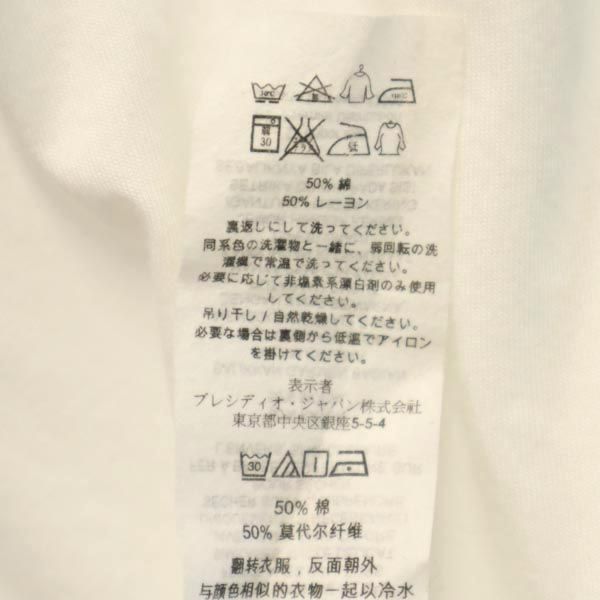 弱
30
低
50% 綿
50% レーヨン
裏返しにして洗ってください。
同系色の洗濯物と一緒に、弱回転の洗
濯機で常温で洗ってください。
必要に応じて非塩素系漂白剤のみ使用
してください。
吊り干し / 自然乾燥してください。
必要な場合は裏側から低温でアイロン
を掛けてください。
表示者
プレシディオ・ジャパン株式会社
東京都中央区銀座5-5-4
30
50% 棉
50% 莫代尔纤维
翻转衣服，反面朝外
与颜色相似的衣物一起以冷水